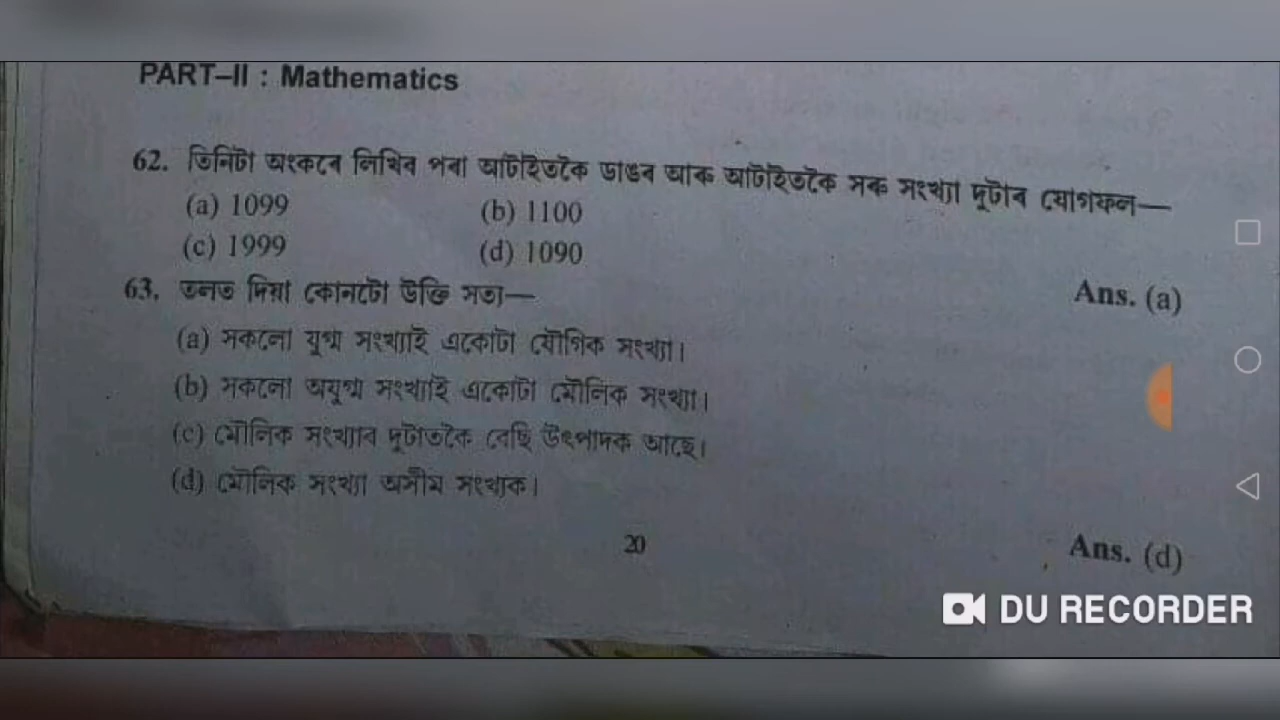 PART–II : Mathematics
62. তিনিটা অংকৰে লিখিব পৰা আটাইতকৈ ডাঙৰ আৰু আটাইতকৈ সৰু সংখ্যা দুটাৰ যোগফল—
(a) 1099 (b) 1100
(c) 1999 (d) 1090
Ans. (a)
63. তলত দিয়া কোনটো উক্তি সত্য—
(a) সকলো যুগ্ম সংখ্যাই একোটা যৌগিক সংখ্যা।
(b) সকলো অযুগ্ম সংখ্যাই একোটা মৌলিক সংখ্যা।
(c) মৌলিক সংখ্যাৰ দুটাতকৈ বেছি উৎপাদক আছে।
(d) মৌলিক সংখ্যা অসীম সংখ্যক।
Ans. (d)
20
DU RECORDER